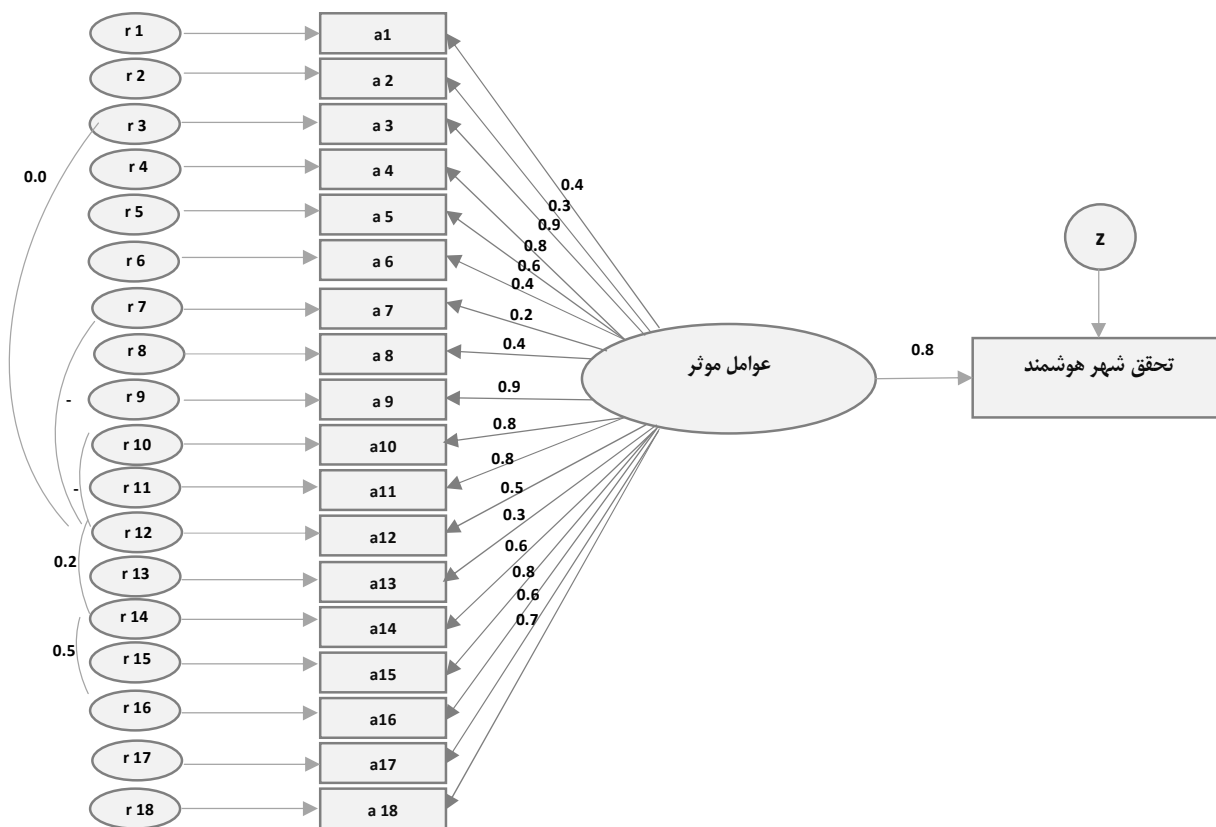 r 1
a1
r 2
a 2
r 3
a 3
r 4
a 4
r 5
a 5
r 6
a 6
r 7
a 7
r 8
a 8
r 9
a 9
r 10
a10
r 11
a11
r 12
a12
r 13
a13
r 14
a14
r 15
a15
r 16
a16
r 17
a17
r 18
a 18
0.0
-
-
0.2
0.5
0.4
0.3
0.9
0.8
0.6
0.4
0.2
0.4
0.9
0.8
0.8
0.5
0.3
0.6
0.8
0.6
0.7
عوامل موثر
0.8
z
تحقق شهر هوشمند